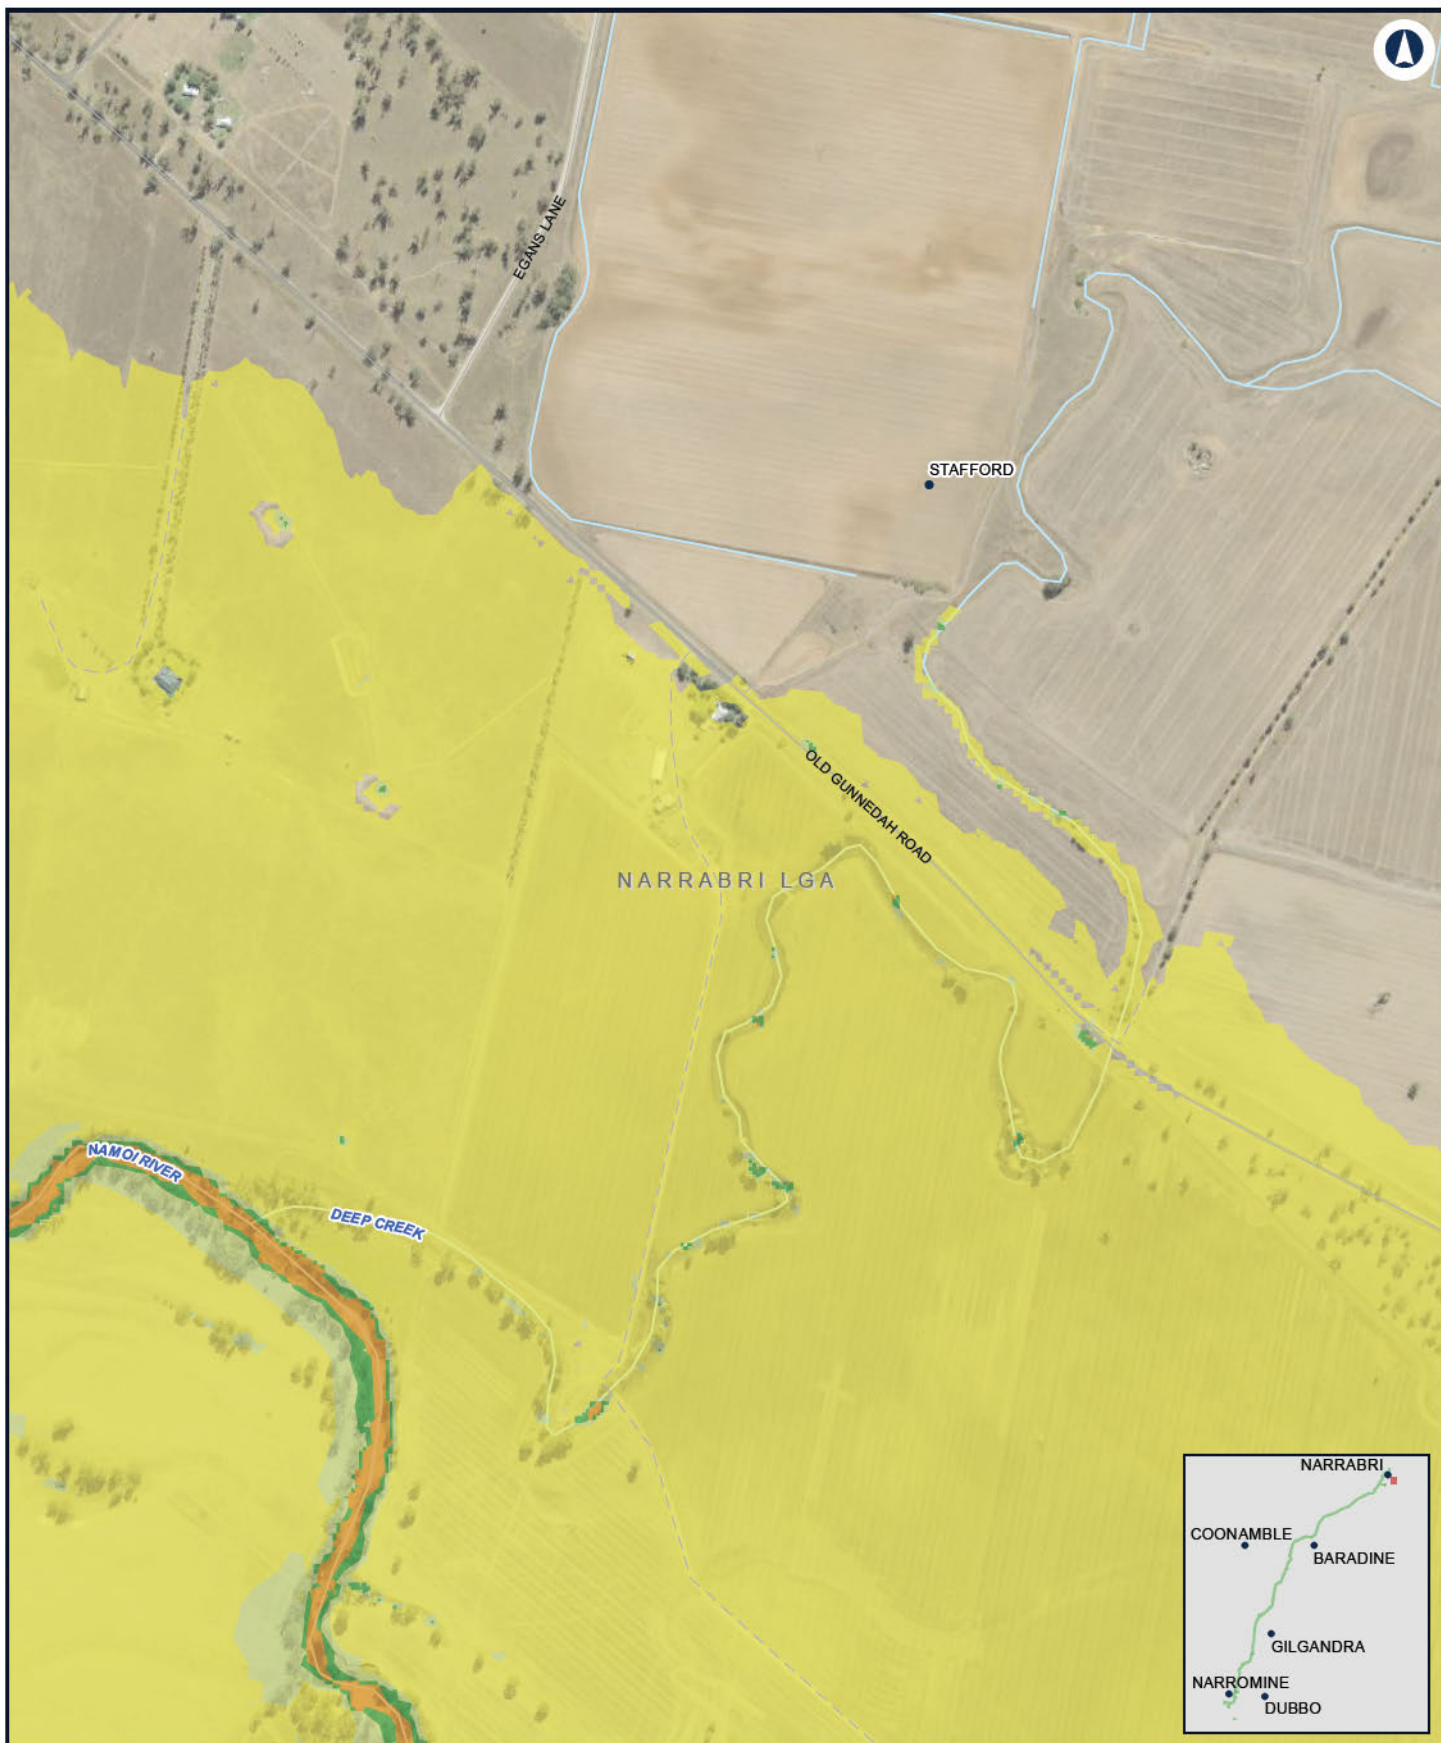 EGANS LANE
STAFFORD
OLD GUNNEDAH ROAD
NARRABRI LGA
NAMOI RIVER
DEEP CREEK
NARRABRI
COONAMBLE
BARADINE
GILGANDRA
NARROMINE
DUBBO